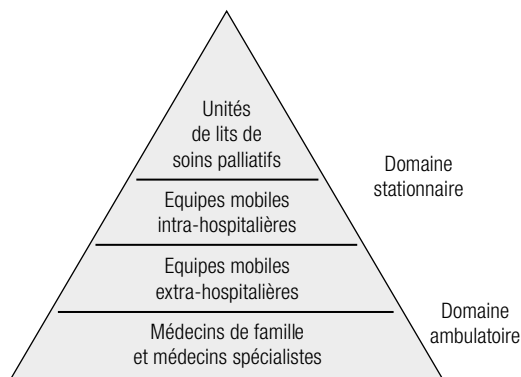 Unités
de lits de
soins palliatifs
Domaine
stationnaire
Equipes mobiles
intra-hospitalières
Equipes mobiles
extra-hospitalières
Domaine
ambulatoire
Médecins de famille
et médecins spécialistes